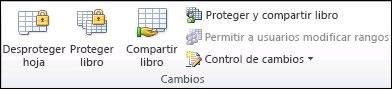 Desproteger hoja
Proteger libro
Compartir libro
Proteger y compartir libro
Permitir a usuarios modificar rangos
Control de cambios
Cambios